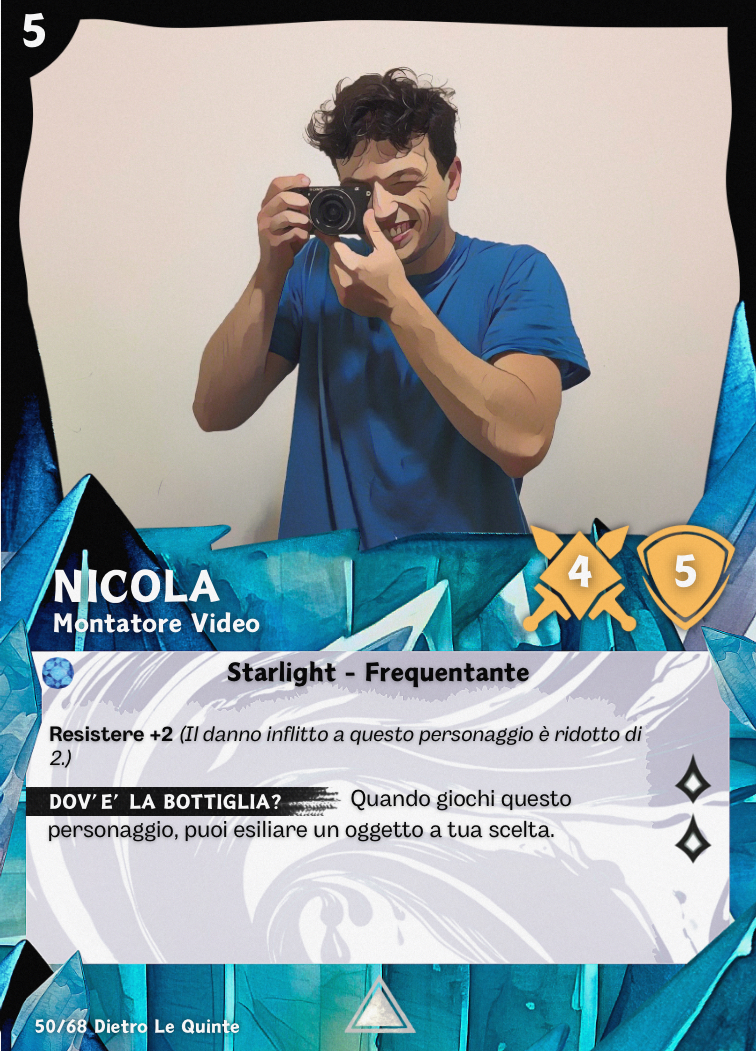 5
NICOLA
Montatore Video
4
5
Starlight - Frequentante
Resistere +2 (Il danno inflitto a questo personaggio è ridotto di
2.)
DOV'E' LA BOTTIGLIA? Quando giochi questo
personaggio, puoi esiliare un oggetto a tua scelta.
50/68 Dietro Le Quinte